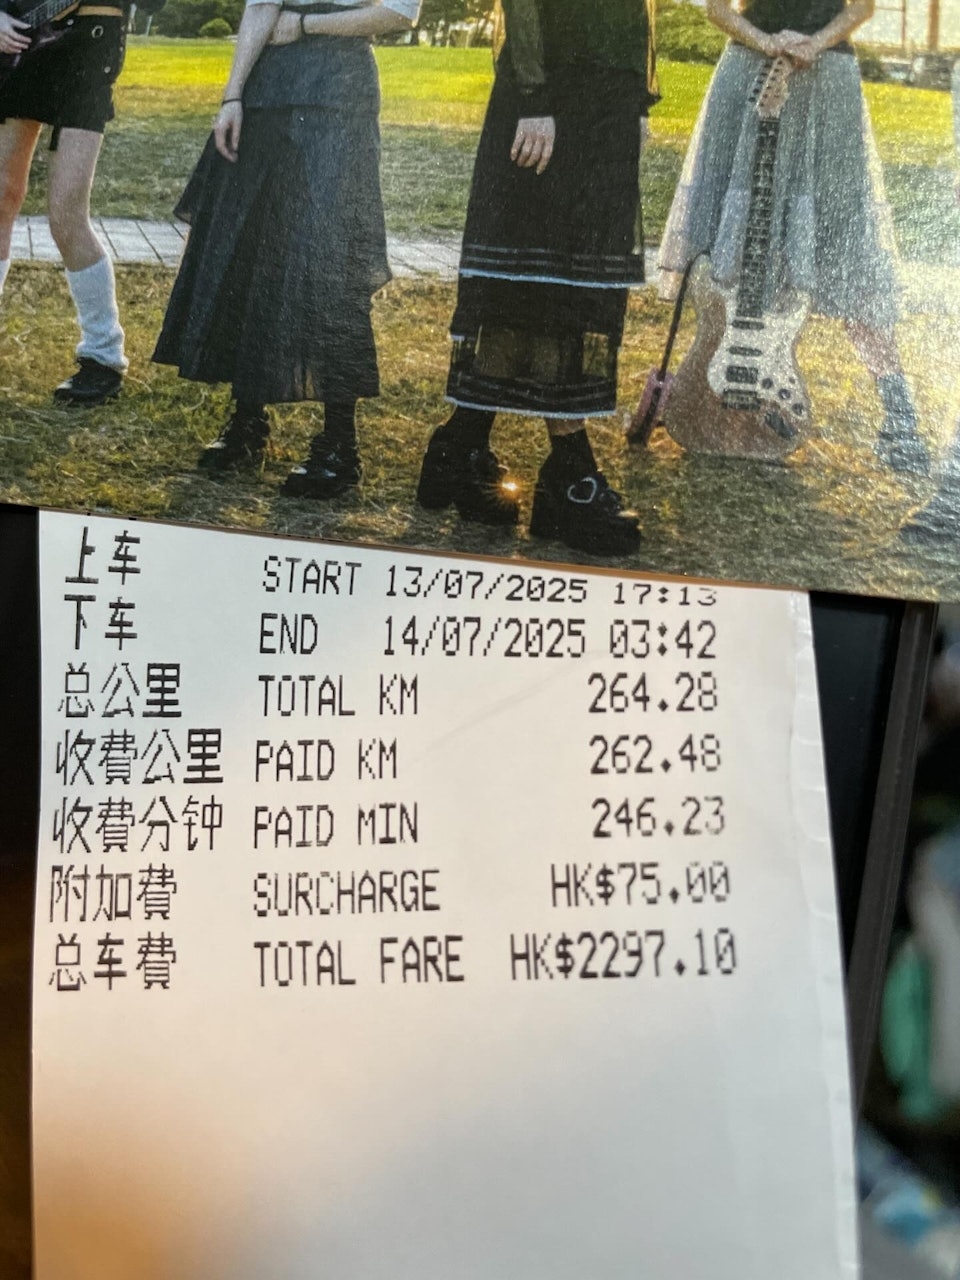 上车 START 13/07/2025 17:13
下车 END 14/07/2025 03:42
总公里 TOTAL KM 264.28
收費公里 PAID KM 262.48
收費分钟 PAID MIN 246.23
附加費 SURCHARGE HK$75.00
总车費 TOTAL FARE HK$2297.10